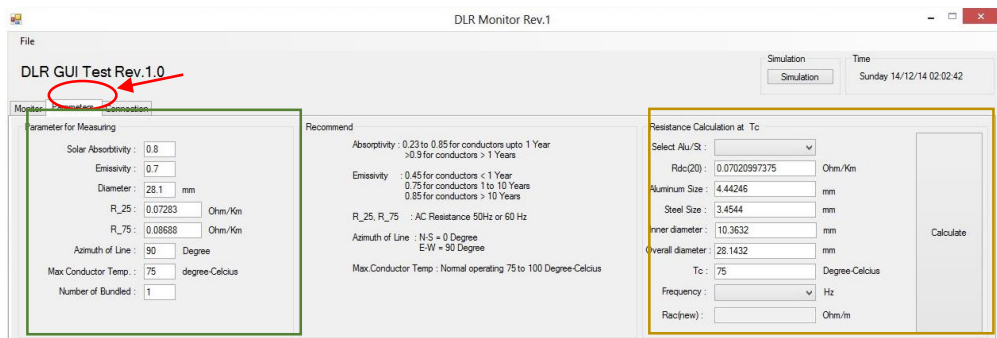 DLR Monitor Rev.1
File
DLR GUI Test Rev.1.0
Simulation
Simulation
Time
Sunday 14/12/14 02:02:42
Monitor Parameters Connection
Parameter for Measuring
Solar Absorbtivity : 0.8
Emissivity : 0.7
Diameter : 28.1 mm
R_25 : 0.07283 Ohm/Km
R_75 : 0.08688 Ohm/Km
Azimuth of Line : 90 Degree
Max Conductor Temp. : 75 degree-Celcius
Number of Bundled : 1
Recommend
Absorptivity : 0.23 to 0.85 for conductors upto 1 Year
>0.9 for conductors > 1 Years
Emissivity : 0.45 for conductors < 1 Year
0.75 for conductors 1 to 10 Years
0.85 for conductors > 10 Years
R_25, R_75 : AC Resistance 50Hz or 60 Hz
Azimuth of Line : N-S = 0 Degree
E-W = 90 Degree
Max.Conductor Temp : Normal operating 75 to 100 Degree-Celcius
Resistance Calculation at Tc
Select Alu/St :
Rdc(20) : 0.07020997375 Ohm/Km
Aluminum Size : 4.44246 mm
Steel Size : 3.4544 mm
Inner diameter : 10.3632 mm
Overall diameter : 28.1432 mm
Tc : 75 Degree-Celcius
Frequency : Hz
Rac(new) : Ohm/m
Calculate